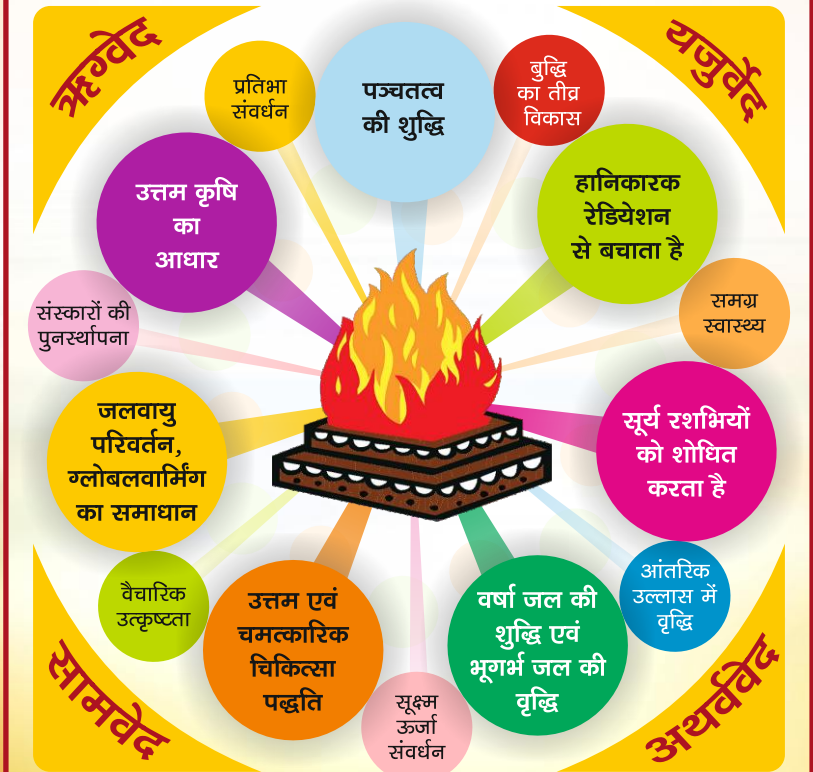 ऋग्वेद
यजुर्वेद
प्रतिभा
संवर्धन
पञ्चतत्व
की शुद्धि
बुद्धि
का तीव्र
विकास
उत्तम कृषि
का
आधार
हानिकारक
रेडियेशन
से बचाता है
संस्कारों की
पुनर्स्थापना
समग्र
स्वास्थ्य
जलवायु
परिवर्तन,
ग्लोबलवार्मिंग
का समाधान
सूर्य रशभियों
को शोधित
करता है
वैचारिक
उत्कृष्टता
उत्तम एवं
चमत्कारिक
चिकित्सा
पद्धति
सूक्ष्म
ऊर्जा
संवर्धन
वर्षा जल की
शुद्धि एवं
भूगर्भ जल की
वृद्धि
आंतरिक
उल्लास में
वृद्धि
सामवेद
अथर्ववेद